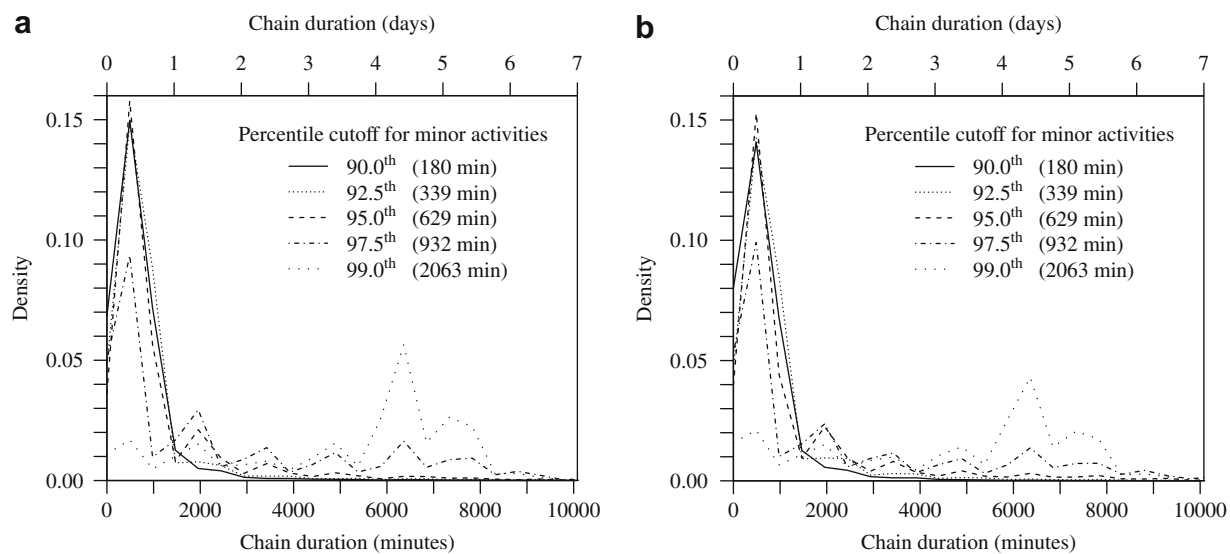 a
Chain duration (days)
0 1 2 3 4 5 6 7
0.15
0.10
0.05
0.00
Density
Percentile cutoff for minor activities
90.0th (180 min)
92.5th (339 min)
95.0th (629 min)
97.5th (932 min)
99.0th (2063 min)
0 2000 4000 6000 8000 10000
Chain duration (minutes)
b
Chain duration (days)
0 1 2 3 4 5 6 7
0.15
0.10
0.05
0.00
Density
Percentile cutoff for minor activities
90.0th (180 min)
92.5th (339 min)
95.0th (629 min)
97.5th (932 min)
99.0th (2063 min)
0 2000 4000 6000 8000 10000
Chain duration (minutes)